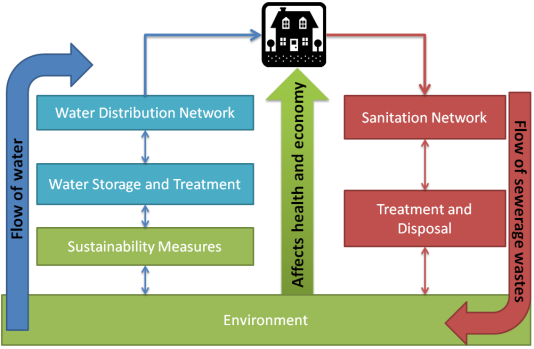 Flow of water
Water Distribution Network
Water Storage and Treatment
Sustainability Measures
Affects health and economy
Sanitation Network
Treatment and
Disposal
Flow of sewerage wastes
Environment